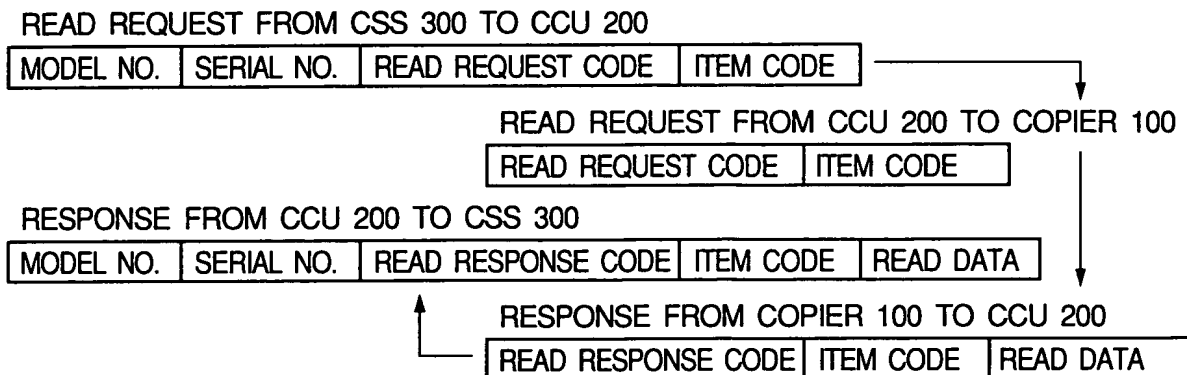 READ REQUEST FROM CSS 300 TO CCU 200
MODEL NO. SERIAL NO. READ REQUEST CODE ITEM CODE
READ REQUEST FROM CCU 200 TO COPIER 100
READ REQUEST CODE ITEM CODE
RESPONSE FROM CCU 200 TO CSS 300
MODEL NO. SERIAL NO. READ RESPONSE CODE ITEM CODE READ DATA
RESPONSE FROM COPIER 100 TO CCU 200
READ RESPONSE CODE ITEM CODE READ DATA